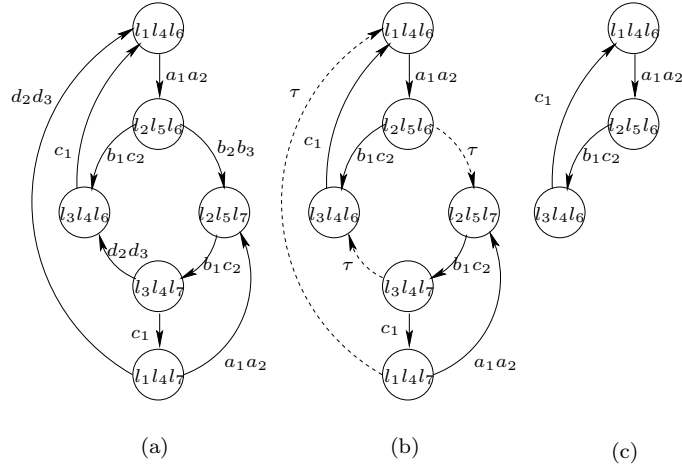 l1l4l6
a1a2
d2d3
l2l5l6
c1
b1c2
b2b3
l3l4l6
l2l5l7
d2d3
b1c2
l3l4l7
c1
a1a2
l1l4l7
(a)
l1l4l6
a1a2
τ
l2l5l6
c1
b1c2
τ
l3l4l6
l2l5l7
τ
b1c2
l3l4l7
c1
a1a2
l1l4l7
(b)
l1l4l6
a1a2
c1
l2l5l6
b1c2
l3l4l6
(c)